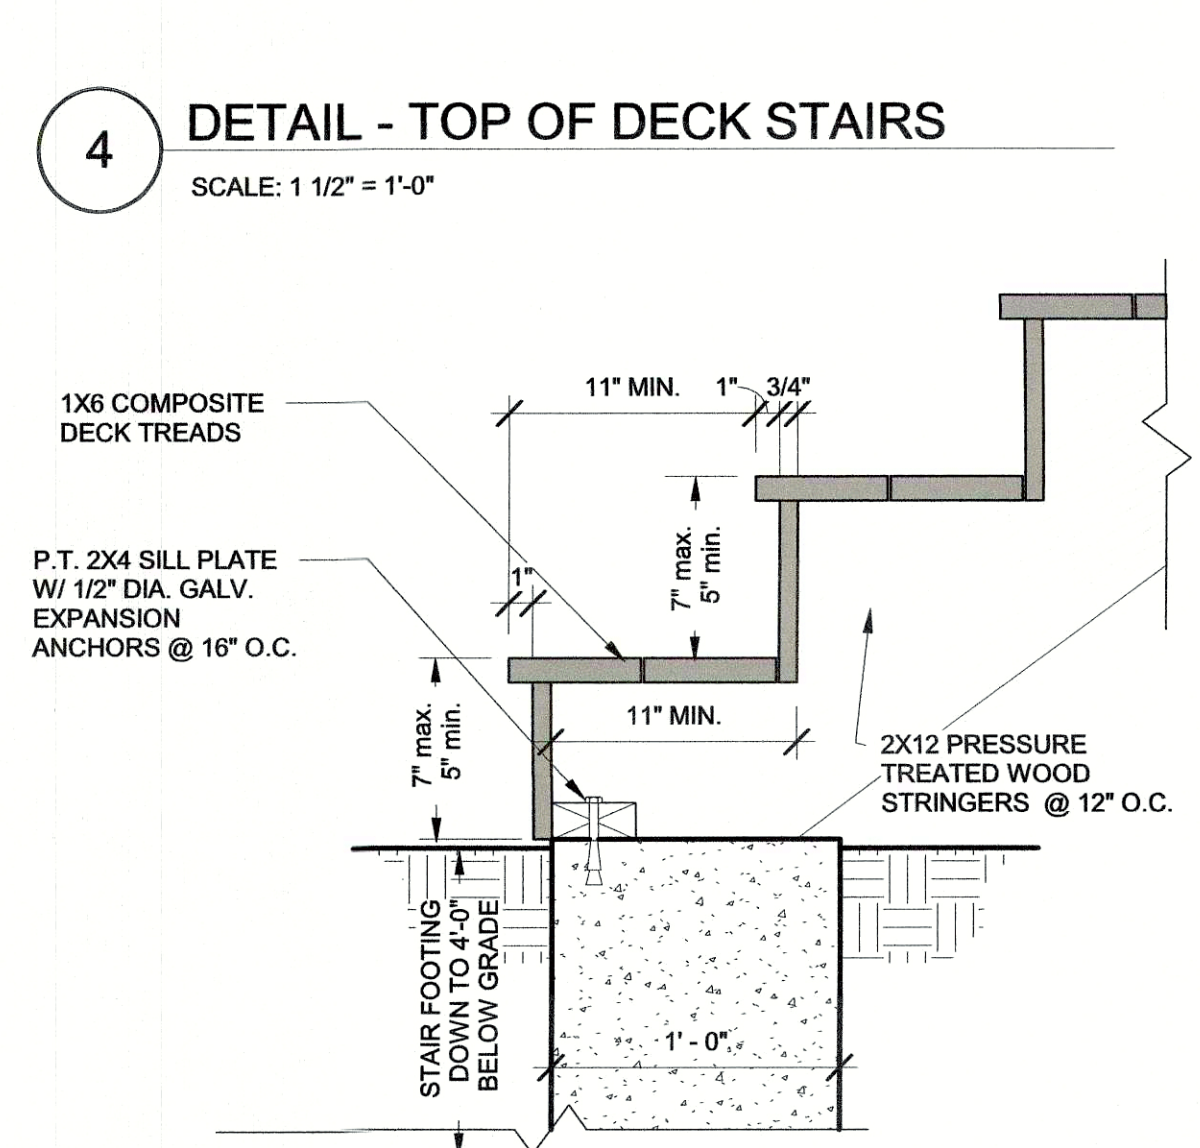 4
DETAIL - TOP OF DECK STAIRS
SCALE: 1 1/2" = 1'-0"
11" MIN.
1"
3/4"
1X6 COMPOSITE
DECK TREADS
7" max.
5" min.
P.T. 2X4 SILL PLATE
W/ 1/2" DIA. GALV.
EXPANSION
ANCHORS @ 16" O.C.
1"
11" MIN.
7" max.
5" min.
2X12 PRESSURE
TREATED WOOD
STRINGERS @ 12" O.C.
STAIR FOOTING
DOWN TO 4'-0"
BELOW GRADE
1' - 0"